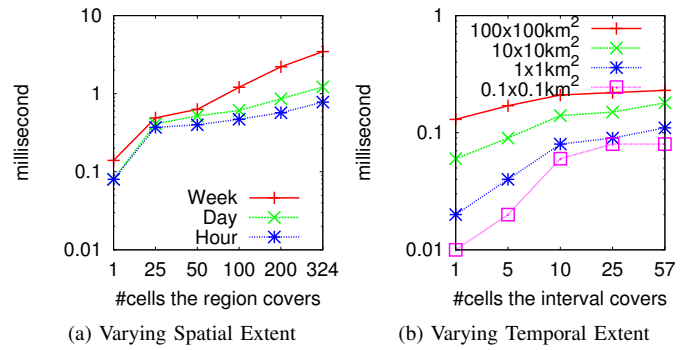 10
1
0.1
0.01
millisecond
Week
Day
Hour
1 25 50 100 200 324
#cells the region covers
(a) Varying Spatial Extent
1
0.1
0.01
millisecond
100x100km²
10x10km²
1x1km²
0.1x0.1km²
1 5 10 25 57
#cells the interval covers
(b) Varying Temporal Extent